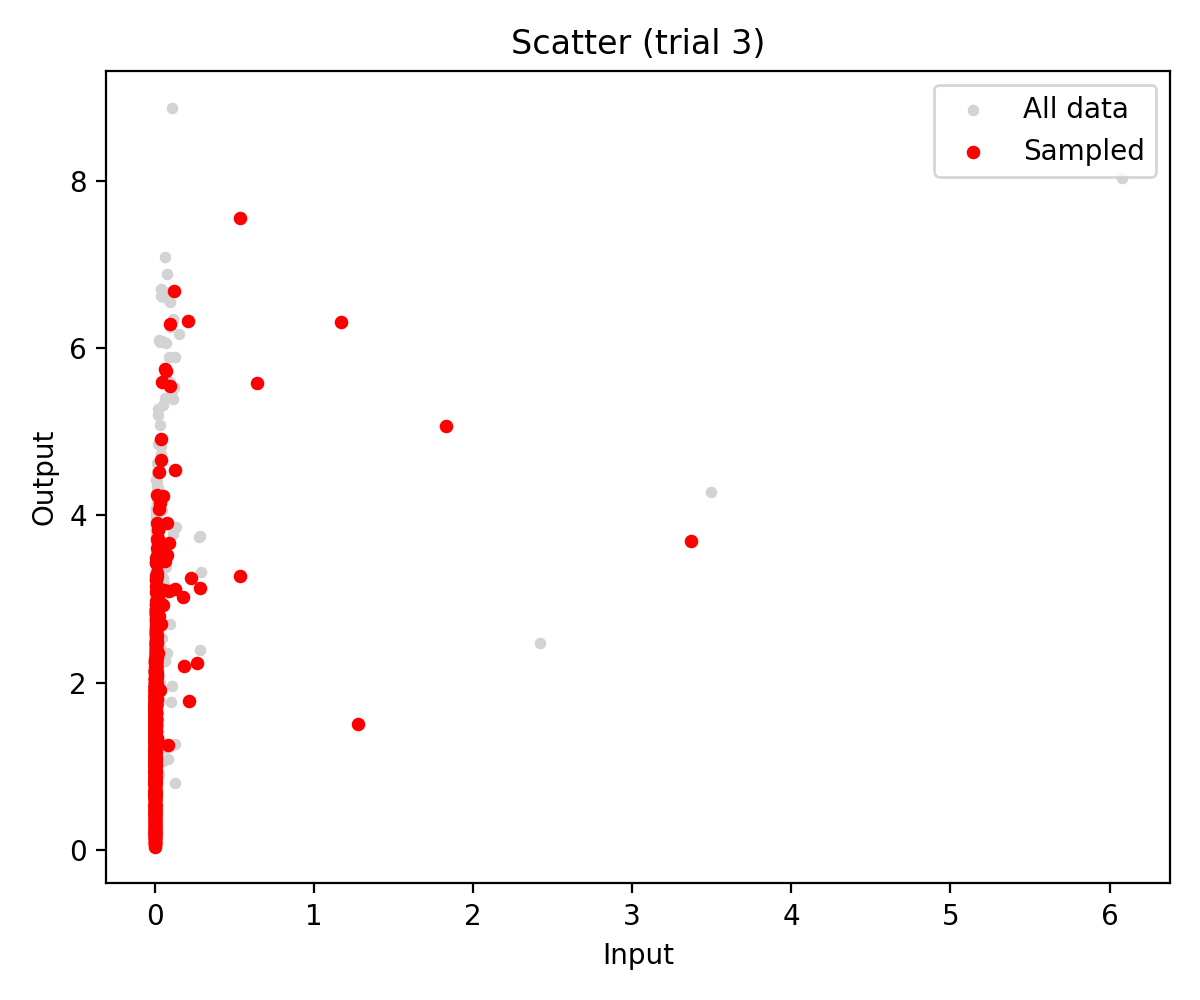 Scatter (trial 3)
All data
Sampled
8
6
4
2
0
Output
0 1 2 3 4 5 6
Input